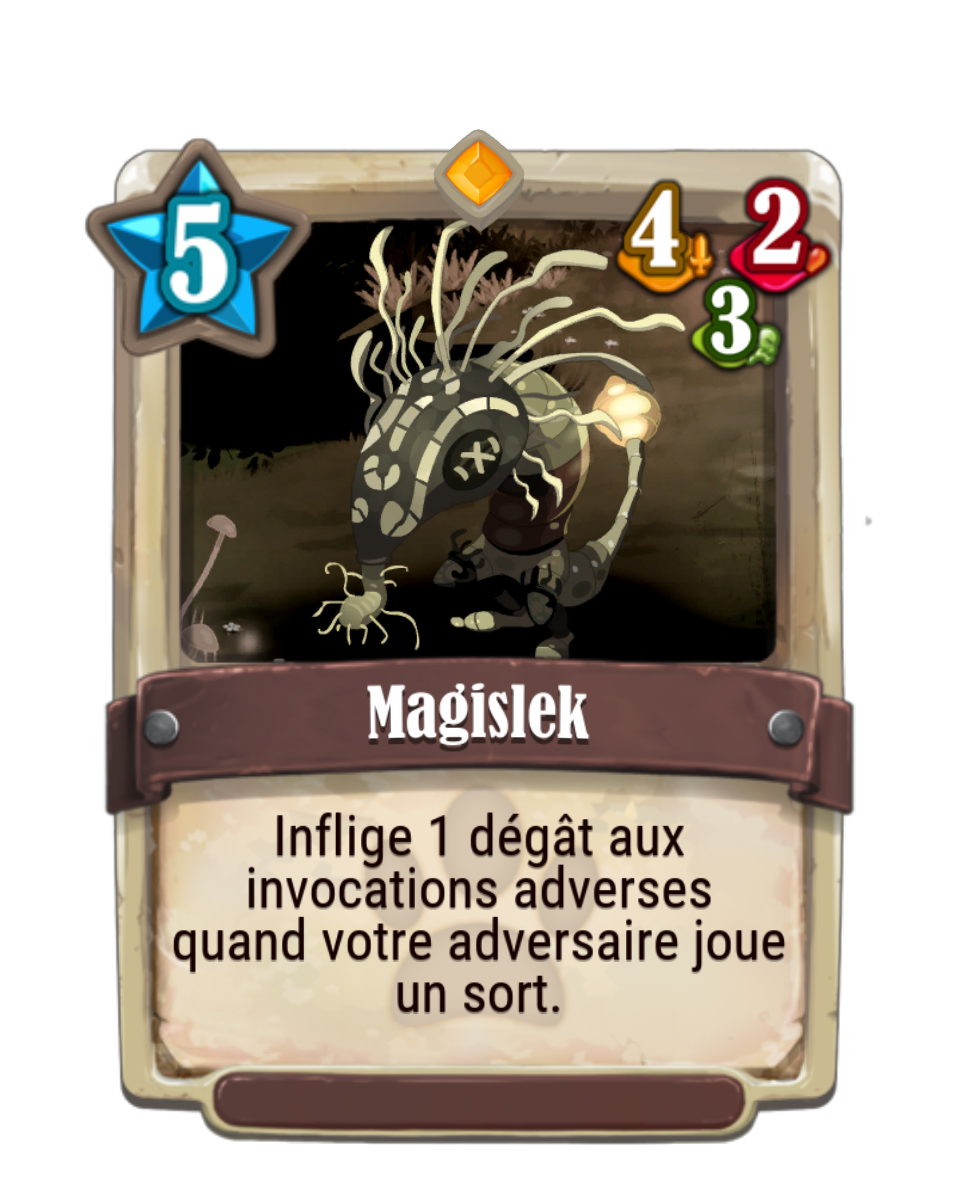 5
4
2
3
Magislek
Inflige 1 dégât aux
invocations adverses
quand votre adversaire joue
un sort.